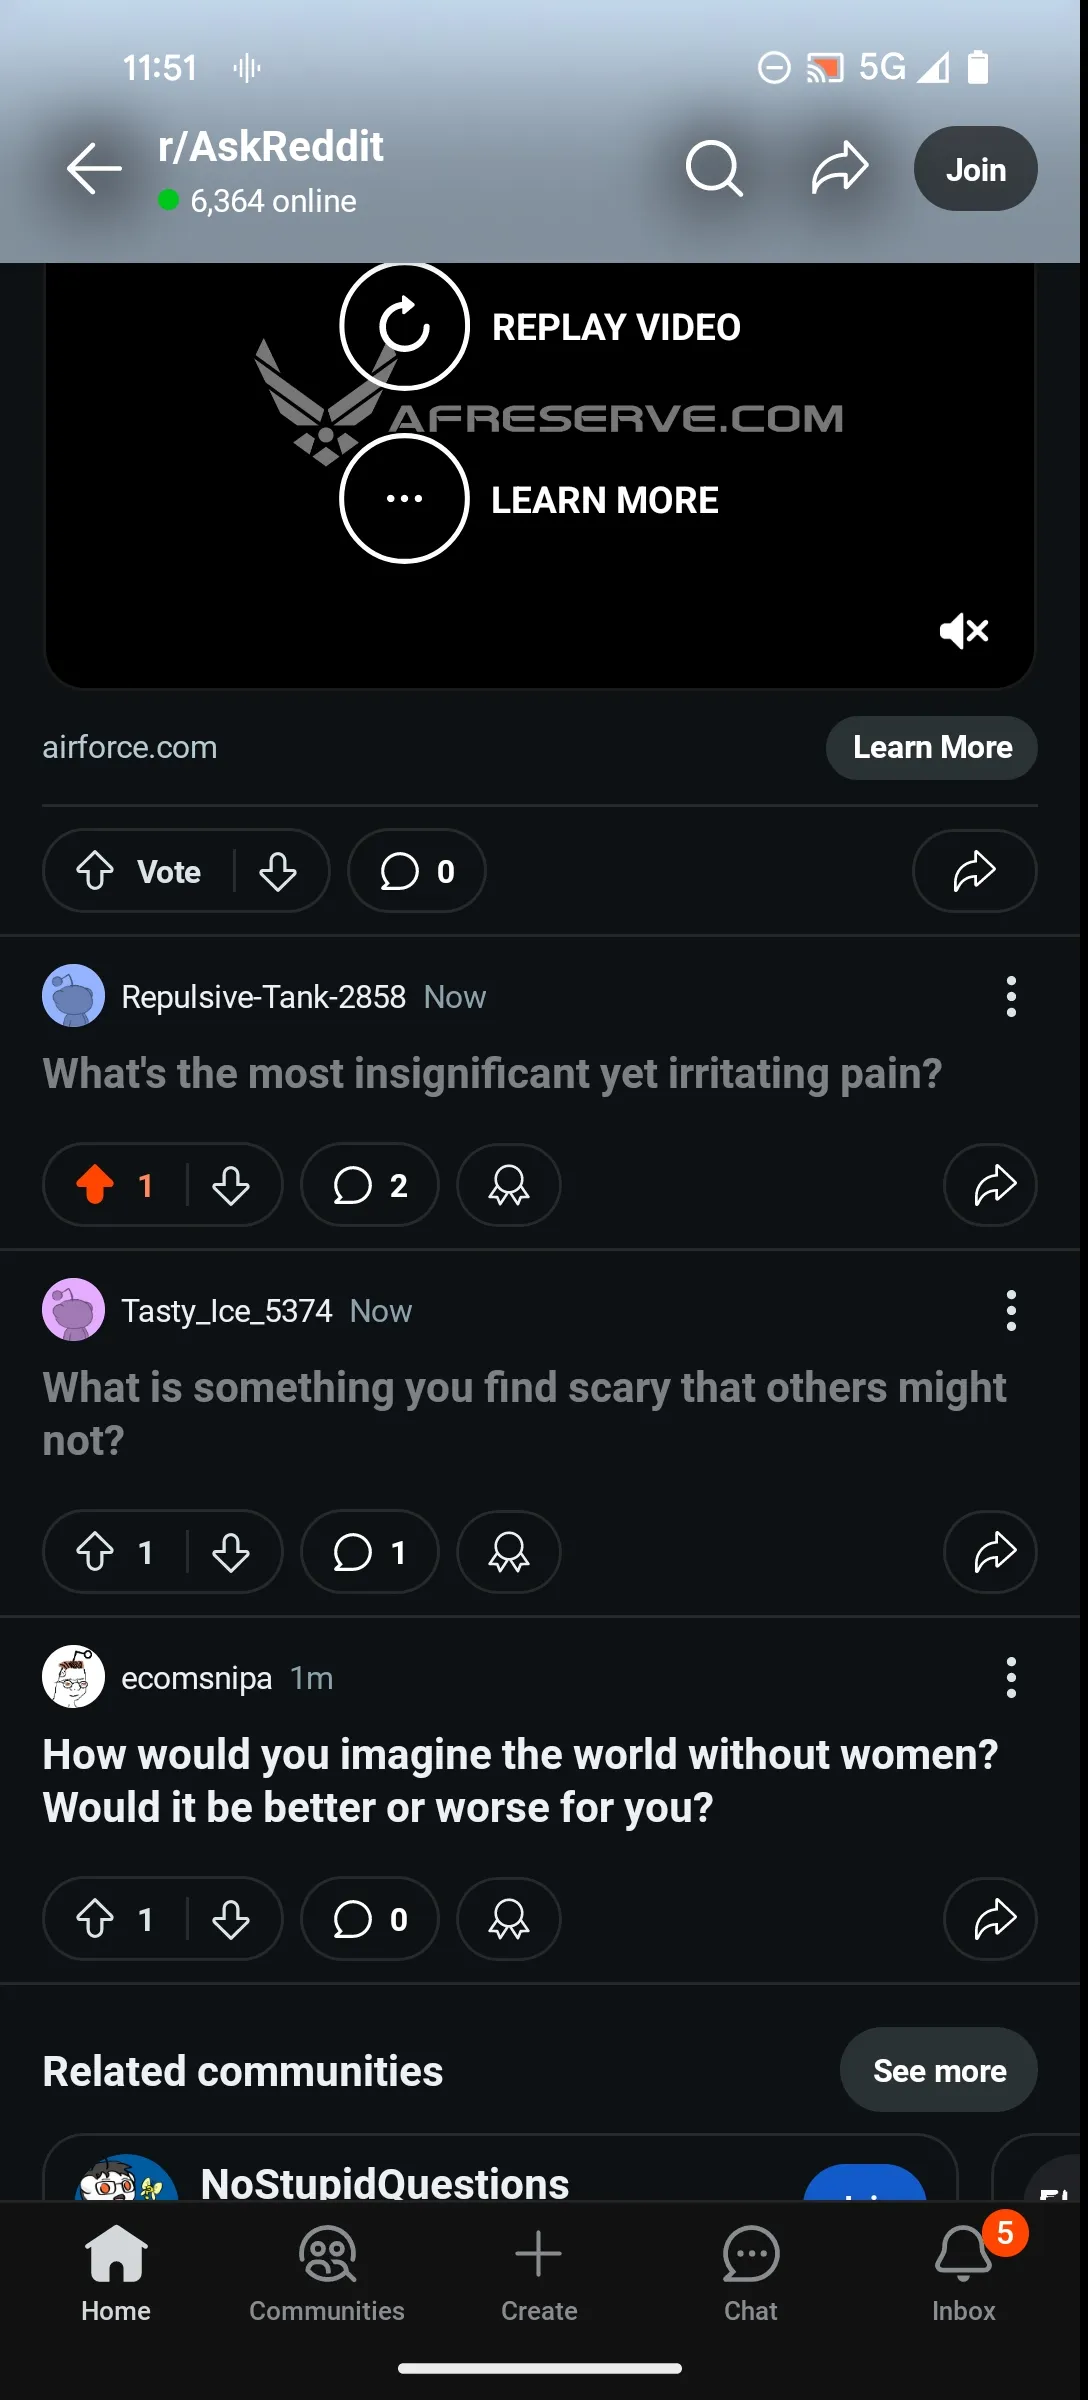 11:51
5G
r/AskReddit
6,364 online
Join
REPLAY VIDEO
AFRESERVE.COM
LEARN MORE
airforce.com
Learn More
Vote
0
Repulsive-Tank-2858 Now
What's the most insignificant yet irritating pain?
1
2
Tasty_Ice_5374 Now
What is something you find scary that others might
not?
1
1
ecomsnipa 1m
How would you imagine the world without women?
Would it be better or worse for you?
1
0
Related communities
See more
NoStupidQuestions
5
Home
Communities
Create
Chat
Inbox